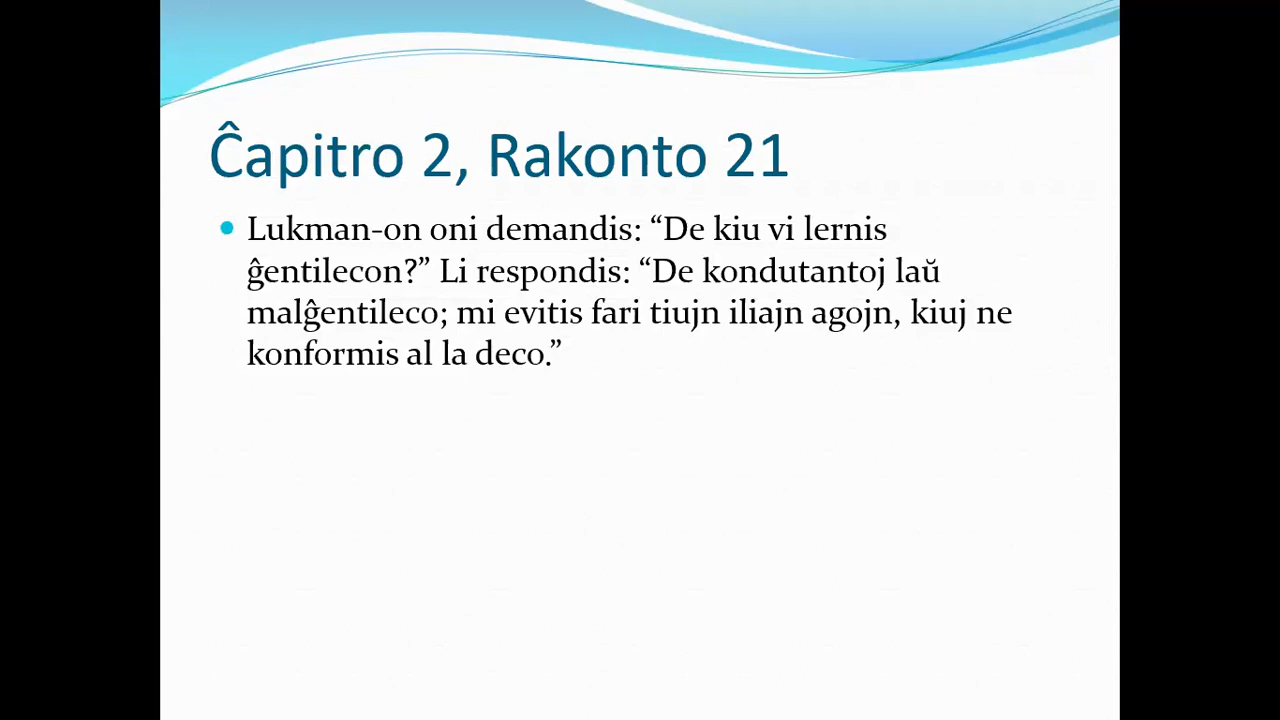 Ĉapitro 2, Rakonto 21
Lukman-on oni demandis: “De kiu vi lernis
ĝentilecon?” Li respondis: “De kondutantoj laŭ
malĝentileco; mi evitis fari tiujn iliajn agojn, kiuj ne
konformis al la deco.”